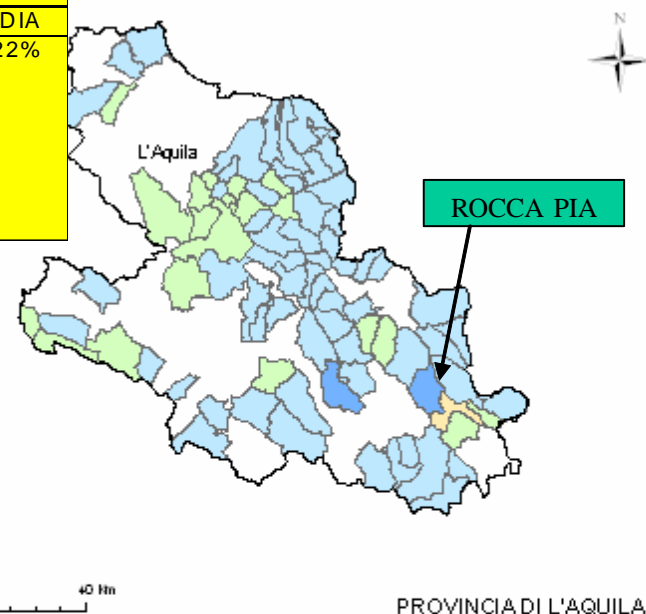 DIA
22%
N
L'Aquila
ROCCA PIA
40 Km
PROVINCIA DI L'AQUILA